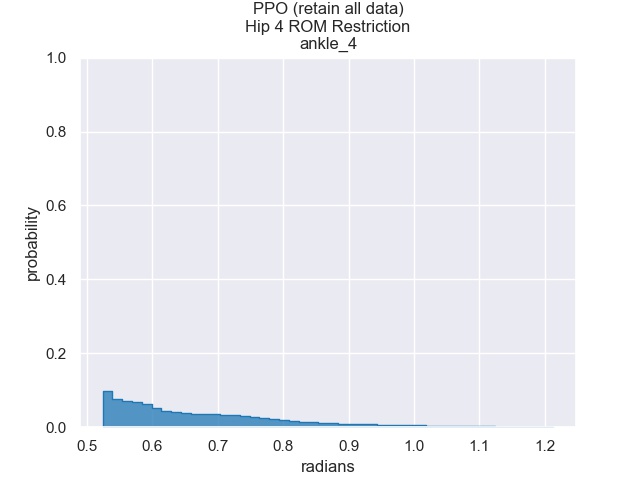 PPO (retain all data)
Hip 4 ROM Restriction
ankle_4
1.0
0.8
0.6
0.4
0.2
0.0
probability
0.5 0.6 0.7 0.8 0.9 1.0 1.1 1.2
radians